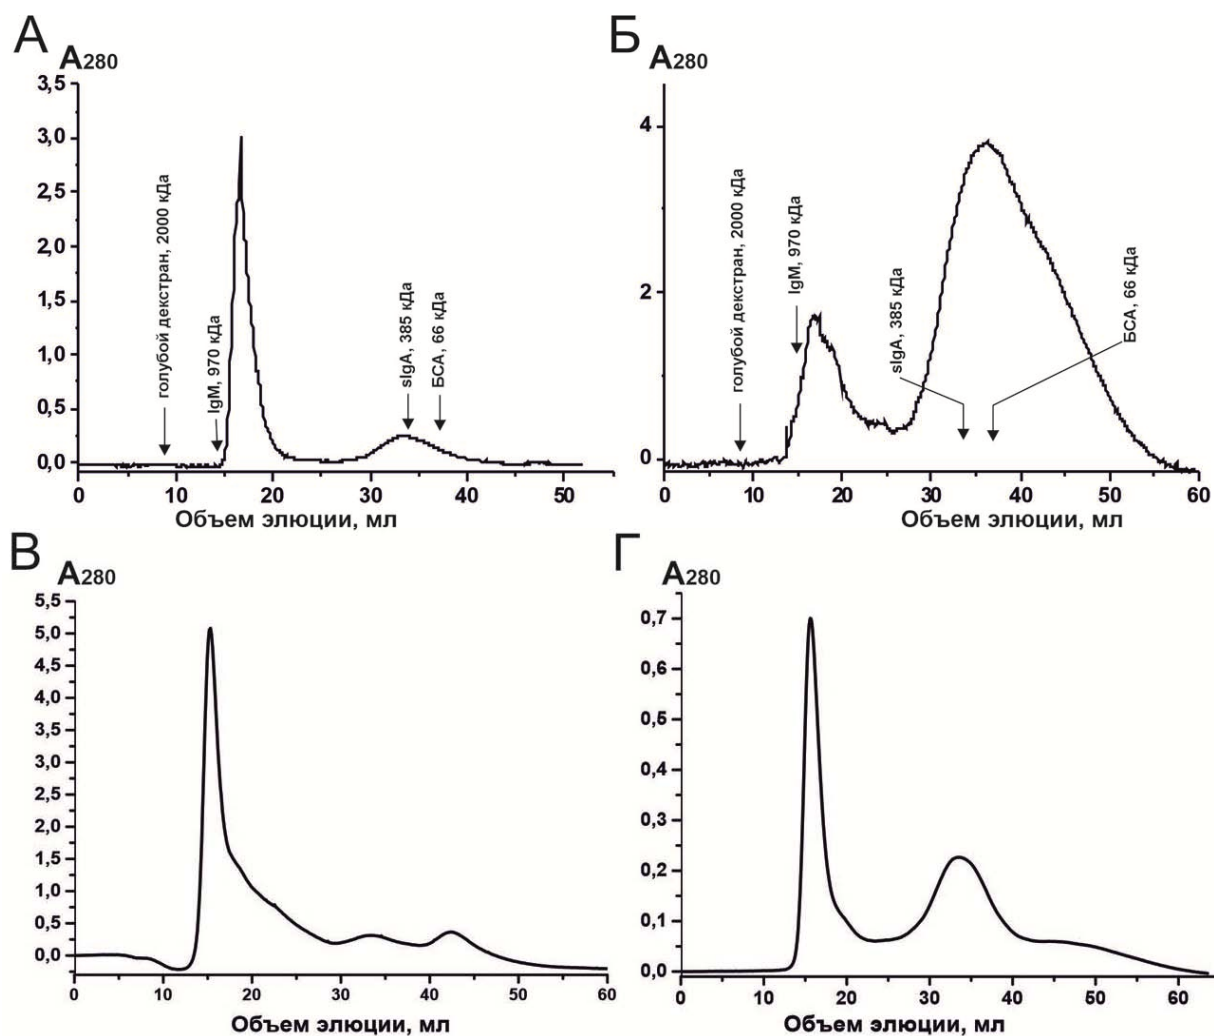 А
A280
3,5
3,0
2,5
2,0
1,5
1,0
0,5
0,0
голубой декстран, 2000 кДа
IgM, 970 кДа
sIgA, 385 кДа
БСА, 66 кДа
0 10 20 30 40 50
Объем элюции, мл
Б
A280
4
2
0
голубой декстран, 2000 кДа
IgM, 970 кДа
sIgA, 385 кДа
БСА, 66 кДа
0 10 20 30 40 50 60
Объем элюции, мл
В
A280
5,5
5,0
4,5
4,0
3,5
3,0
2,5
2,0
1,5
1,0
0,5
0,0
0 10 20 30 40 50 60
Объем элюции, мл
Г
A280
0,7
0,6
0,5
0,4
0,3
0,2
0,1
0,0
0 10 20 30 40 50 60
Объем элюции, мл